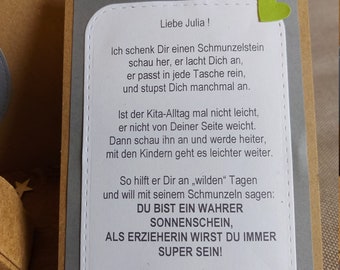 Liebe Julia !
Ich schenk Dir einen Schmunzelstein
schau her, er lacht Dich an,
er passt in jede Tasche rein,
und stupst Dich manchmal an.
Ist der Kita-Alltag mal nicht leicht,
er nicht von Deiner Seite weicht.
Dann schau ihn an und werde heiter,
mit den Kindern geht es leichter weiter.
So hilft er Dir an „wilden" Tagen
und will mit seinem Schmunzeln sagen:
DU BIST EIN WAHRER
SONNENSCHEIN,
ALS ERZIEHERIN WIRST DU IMMER
SUPER SEIN!